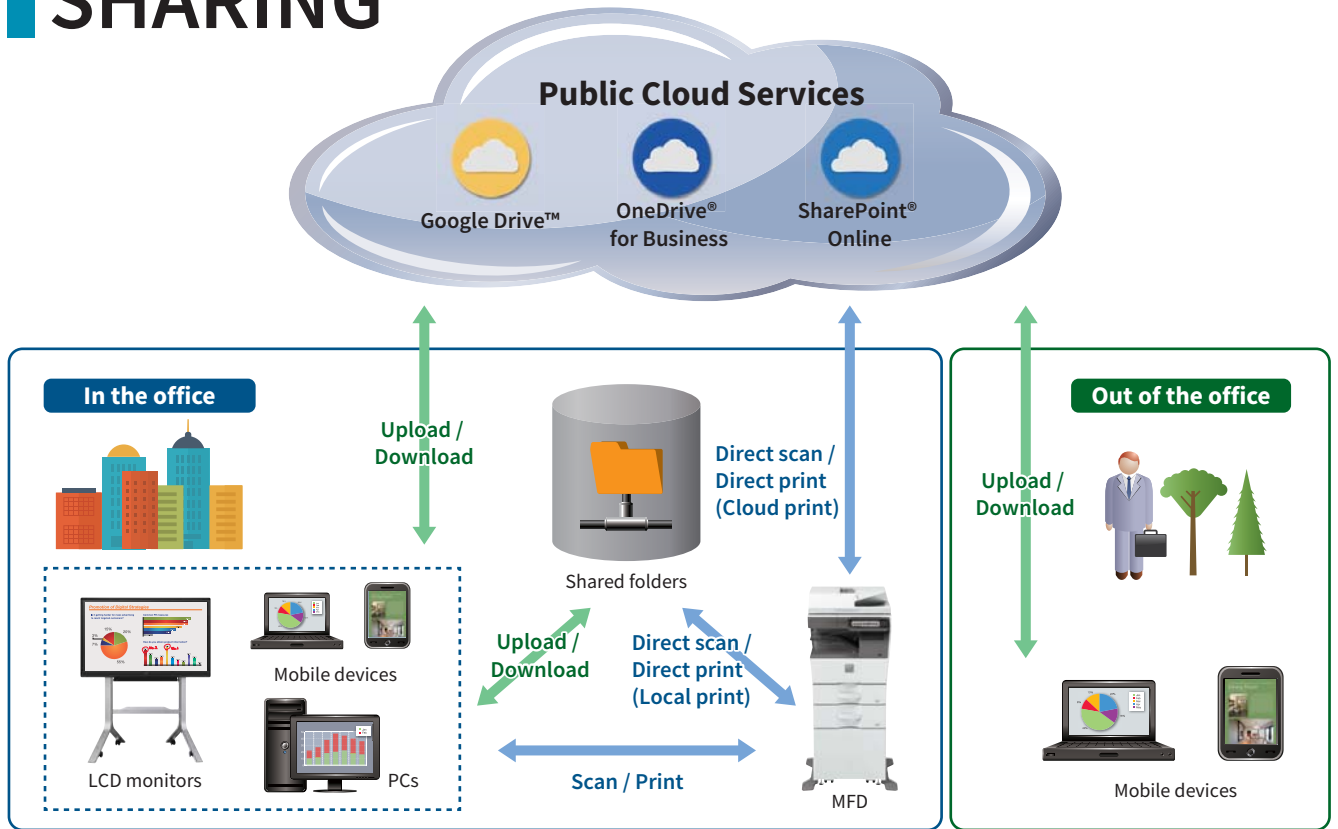 SHARING
Public Cloud Services
Google Drive™
OneDrive®
for Business
SharePoint®
Online
In the office
Upload /
Download
Shared folders
Direct scan /
Direct print
(Cloud print)
Out of the office
Upload /
Download
Mobile devices
LCD monitors
PCs
Upload /
Download
Direct scan /
Direct print
(Local print)
Scan / Print
MFD
Mobile devices